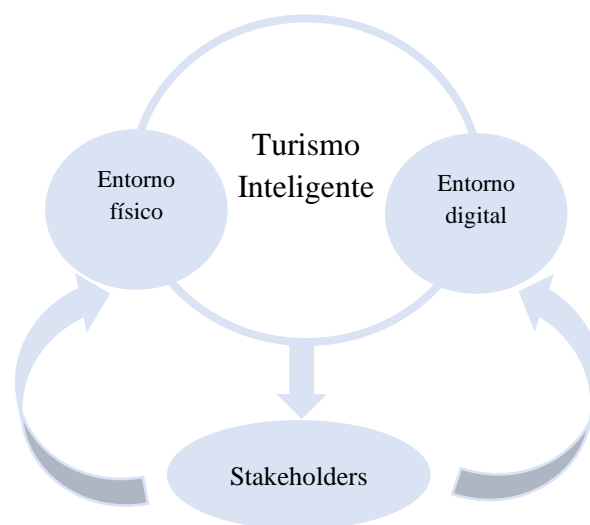 Turismo
Inteligente
Entorno
físico
Entorno
digital
Stakeholders